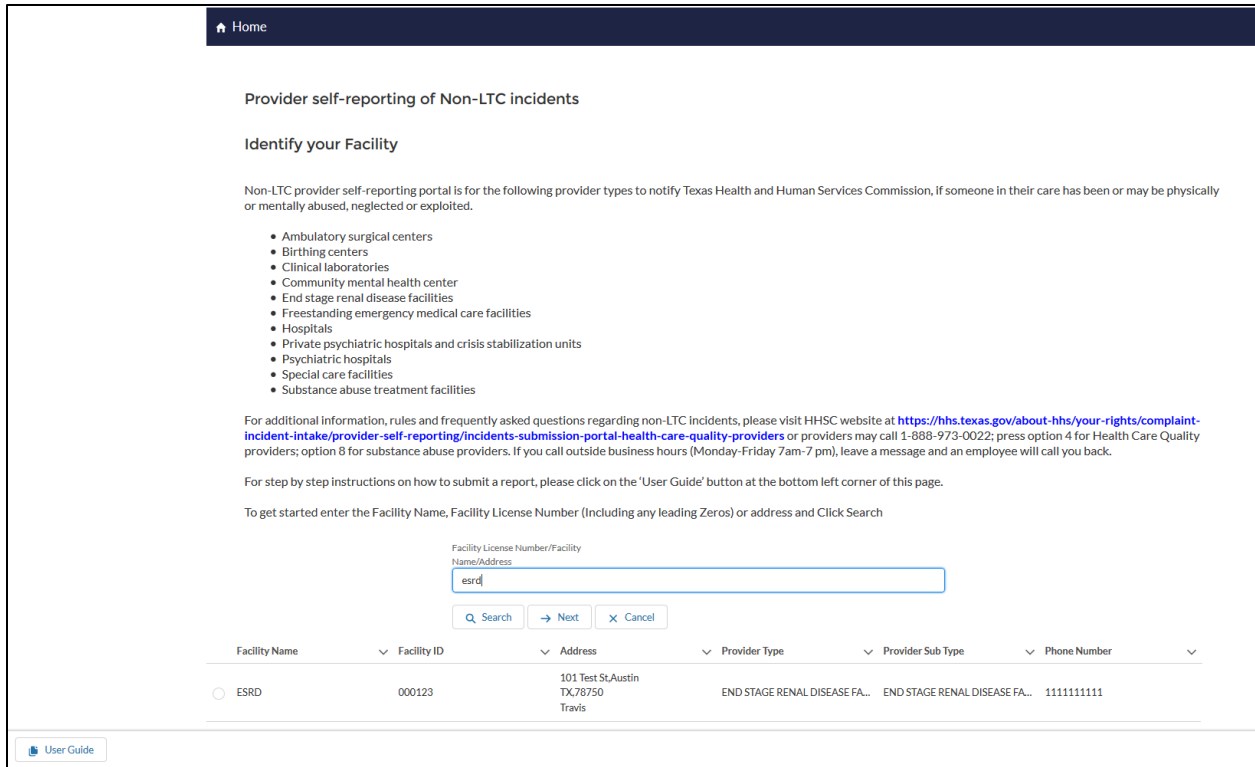 Home
Provider self-reporting of Non-LTC incidents
Identify your Facility
Non-LTC provider self-reporting portal is for the following provider types to notify Texas Health and Human Services Commission, if someone in their care has been or may be physically
or mentally abused, neglected or exploited.
• Ambulatory surgical centers
• Birthing centers
• Clinical laboratories
• Community mental health center
• End stage renal disease facilities
• Freestanding emergency medical care facilities
• Hospitals
• Private psychiatric hospitals and crisis stabilization units
• Psychiatric hospitals
• Special care facilities
• Substance abuse treatment facilities
For additional information, rules and frequently asked questions regarding non-LTC incidents, please visit HHSC website at https://hhs.texas.gov/about-hhs/your-rights/complaint-
incident-intake/provider-self-reporting/incidents-submission-portal-health-care-quality-providers or providers may call 1-888-973-0022; press option 4 for Health Care Quality
providers; option 8 for substance abuse providers. If you call outside business hours (Monday-Friday 7am-7 pm), leave a message and an employee will call you back.
For step by step instructions on how to submit a report, please click on the 'User Guide' button at the bottom left corner of this page.
To get started enter the Facility Name, Facility License Number (Including any leading Zeros) or address and Click Search
Facility License Number/Facility
Name/Address
esrd
Search Next Cancel
Facility Name Facility ID Address Provider Type Provider Sub Type Phone Number
101 Test St,Austin
ESRD 000123 TX,78750 END STAGE RENAL DISEASE FA... END STAGE RENAL DISEASE FA... 1111111111
Travis
User Guide